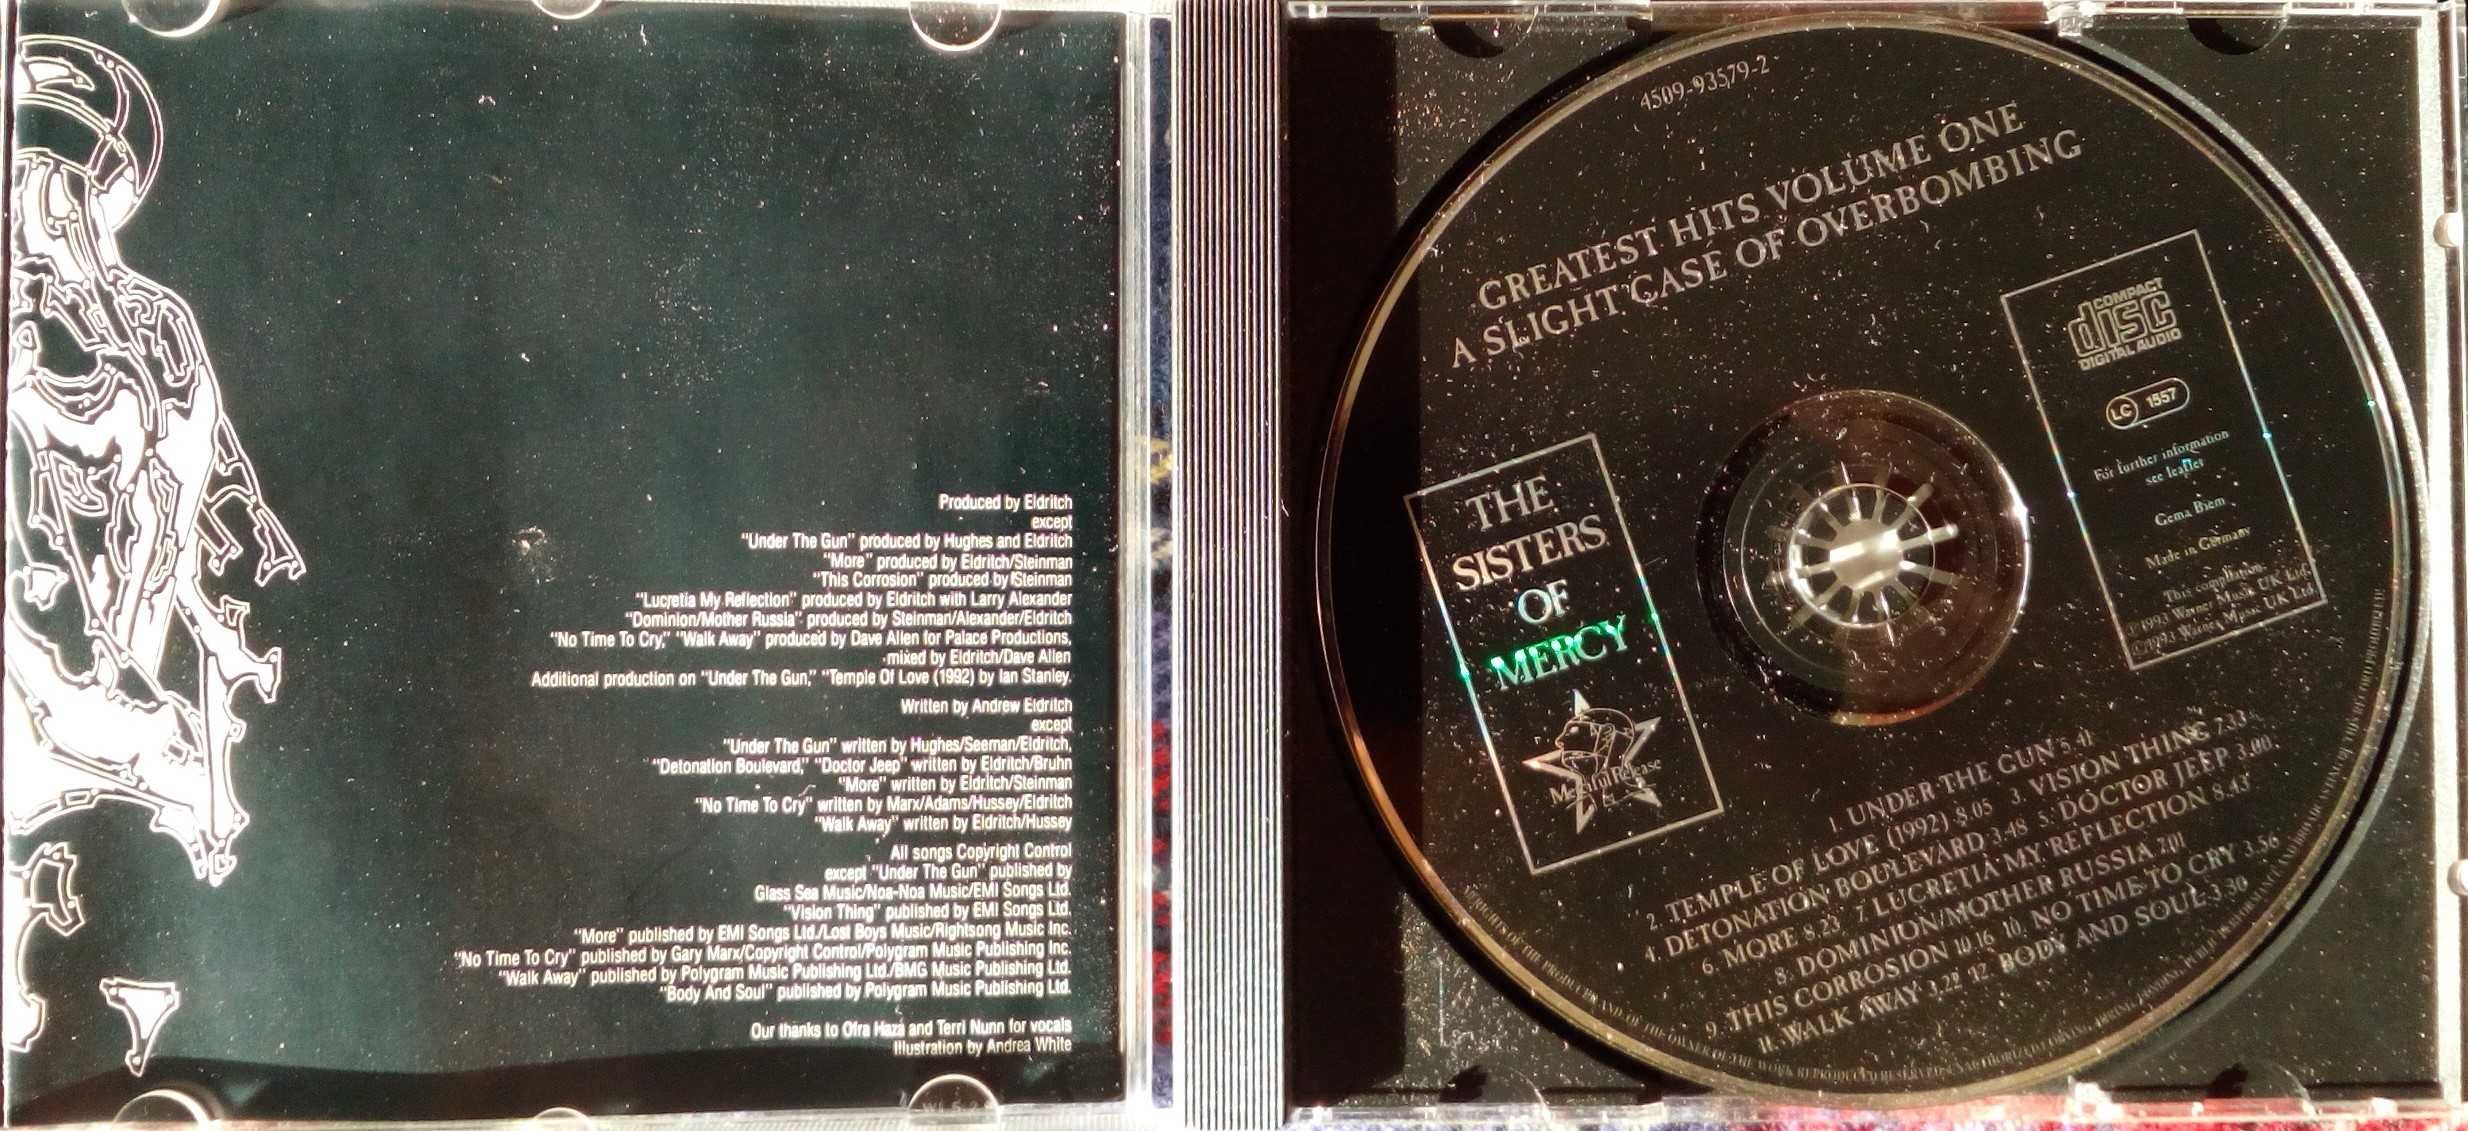 Produced by Eldritch
except
"Under The Gun" produced by Hughes and Eldritch
"More" produced by Eldritch/Steinman
"This Corrosion" produced by Steinman
"Lucretia My Reflection" produced by Eldritch with Larry Alexander
"Dominion/Mother Russia" produced by Steinman/Alexander/Eldritch
"No Time To Cry," "Walk Away" produced by Dave Allen for Palace Productions,
mixed by Eldritch/Dave Allen
Additional production on "Under The Gun," "Temple Of Love (1992) by Ian Stanley.
Written by Andrew Eldritch
except
"Under The Gun" written by Hughes/Seeman/Eldritch,
"Detonation Boulevard," "Doctor Jeep" written by Eldritch/Bruhn
"More" written by Eldritch/Steinman
"No Time To Cry" written by Marx/Adams/Hussey/Eldritch
"Walk Away" written by Eldritch/Hussey
All songs Copyright Control
except "Under The Gun" published by
Glass Sea Music/Noa-Noa Music/EMI Songs Ltd.
"Vision Thing" published by EMI Songs Ltd.
"More" published by EMI Songs Ltd./Lost Boys Music/Rightsong Music Inc.
"No Time To Cry" published by Gary Marx/Copyright Control/Polygram Music Publishing Inc.
"Walk Away" published by Polygram Music Publishing Ltd./BMG Music Publishing Ltd.
"Body And Soul" published by Polygram Music Publishing Ltd.
Our thanks to Ofra Haza and Terri Nunn for vocals
Illustration by Andrea White
4509-93579-2
GREATEST HITS VOLUME ONE
A SLIGHT CASE OF OVERBOMBING
THE
SISTERS
OF
MERCY
Merciful Release
COMPACT
disc
DIGITAL AUDIO
LC 1557
For further information
see leaflet
Gema Biem
Made in Germany
This compilation
℗1993 Warner Music UK Ltd.
©1993 Warner Music UK Ltd.
1. UNDER THE GUN 5.41
2. TEMPLE OF LOVE (1992) 8.05 3. VISION THING 7.33
4. DETONATION BOULEVARD 3.48 5. DOCTOR JEEP 3.00
6. MORE 8.23 7. LUCRETIA MY REFLECTION 8.43
8. DOMINION/MOTHER RUSSIA 7.01
9. THIS CORROSION 10.16 10. NO TIME TO CRY 3.56
11. WALK AWAY 3.22 12. BODY AND SOUL 3.30